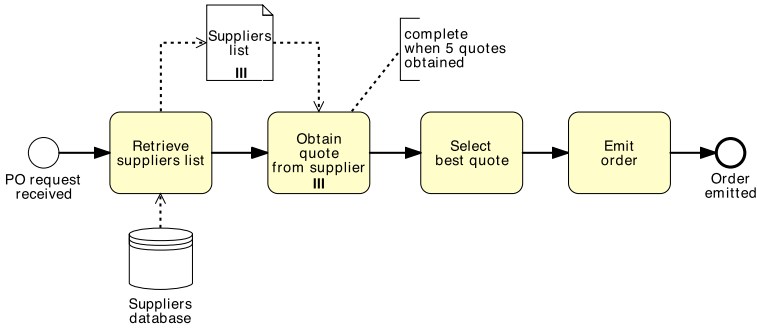 Suppliers
list
complete
when 5 quotes
obtained
PO request
received
Retrieve
suppliers list
Obtain
quote
from supplier
Select
best quote
Emit
order
Order
emitted
Suppliers
database